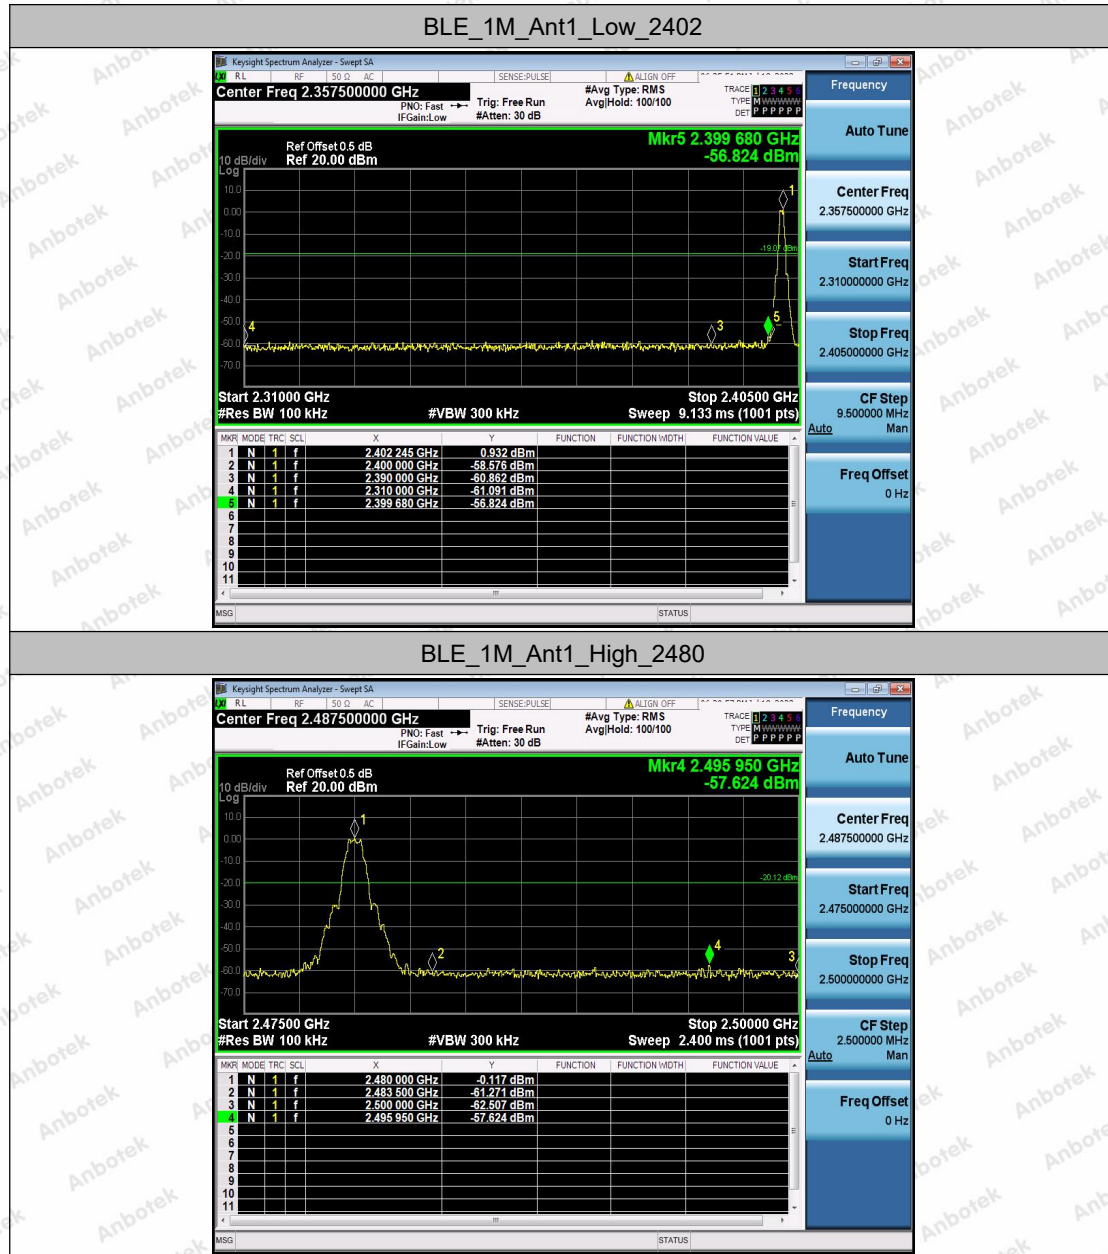 BLE_1M_Ant1_Low_2402
Keysight Spectrum Analyzer - Swept SA
RL RF 50 Ω AC SENSE:PULSE ALIGN OFF
Center Freq 2.357500000 GHz
PNO: Fast
IFGain:Low
Trig: Free Run
#Atten: 30 dB
#Avg Type: RMS
Avg|Hold: 100/100
TRACE 1 2 3 4 5 6
TYPE M WWWWW
DET P P P P P P
Frequency
Auto Tune
Center Freq
2.357500000 GHz
Start Freq
2.310000000 GHz
Stop Freq
2.405000000 GHz
CF Step
9.500000 MHz
Auto Man
Freq Offset
0 Hz
Mkr5 2.399 680 GHz
-56.824 dBm
Ref Offset 0.5 dB
10 dB/div Ref 20.00 dBm
Log
10.0
0.00
-10.0
-20.0
-30.0
-40.0
-50.0
-60.0
-70.0
-19.07 dBm
1
3
4
5
Start 2.31000 GHz Stop 2.40500 GHz
#Res BW 100 kHz #VBW 300 kHz Sweep 9.133 ms (1001 pts)
MKR MODE TRC SCL X Y FUNCTION FUNCTION WIDTH FUNCTION VALUE
1 N 1 f 2.402 245 GHz 0.932 dBm
2 N 1 f 2.400 000 GHz -58.576 dBm
3 N 1 f 2.390 000 GHz -60.862 dBm
4 N 1 f 2.310 000 GHz -61.091 dBm
5 N 1 f 2.399 680 GHz -56.824 dBm
6
7
8
9
10
11
MSG STATUS
BLE_1M_Ant1_High_2480
Keysight Spectrum Analyzer - Swept SA
RL RF 50 Ω AC SENSE:PULSE ALIGN OFF
Center Freq 2.487500000 GHz
PNO: Fast
IFGain:Low
Trig: Free Run
#Atten: 30 dB
#Avg Type: RMS
Avg|Hold: 100/100
TRACE 1 2 3 4 5 6
TYPE M WWWWW
DET P P P P P P
Frequency
Auto Tune
Center Freq
2.487500000 GHz
Start Freq
2.475000000 GHz
Stop Freq
2.500000000 GHz
CF Step
2.500000 MHz
Auto Man
Freq Offset
0 Hz
Mkr4 2.495 950 GHz
-57.624 dBm
Ref Offset 0.5 dB
10 dB/div Ref 20.00 dBm
Log
10.0
0.00
-10.0
-20.0
-30.0
-40.0
-50.0
-60.0
-70.0
-20.12 dBm
1
2
3
4
Start 2.47500 GHz Stop 2.50000 GHz
#Res BW 100 kHz #VBW 300 kHz Sweep 2.400 ms (1001 pts)
MKR MODE TRC SCL X Y FUNCTION FUNCTION WIDTH FUNCTION VALUE
1 N 1 f 2.480 000 GHz -0.117 dBm
2 N 1 f 2.483 500 GHz -61.271 dBm
3 N 1 f 2.500 000 GHz -62.507 dBm
4 N 1 f 2.495 950 GHz -57.624 dBm
5
6
7
8
9
10
11
MSG STATUS
Anbotek